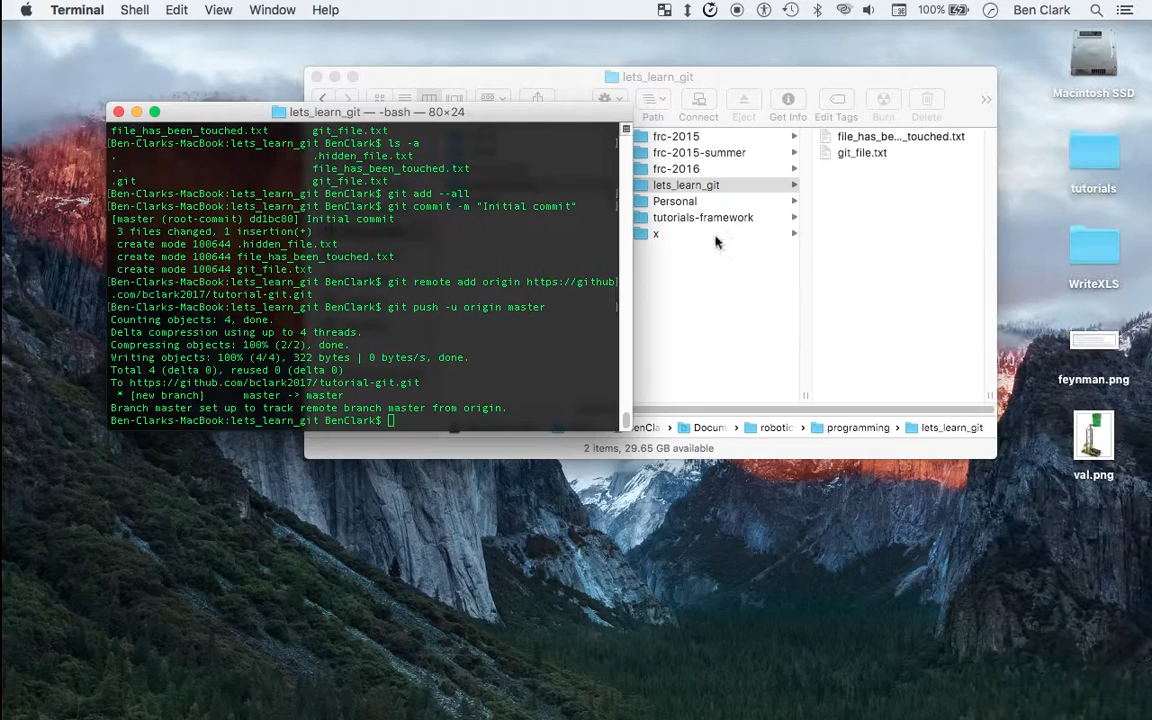 Terminal Shell Edit View Window Help
100% Ben Clark
lets_learn_git
Path Connect Eject Get Info Edit Tags Burn Delete
lets_learn_git — -bash — 80×24
file_has_been_touched.txt git_file.txt
[Ben-Clarks-MacBook:lets_learn_git BenClark$ ls -a ]
. .hidden_file.txt
.. file_has_been_touched.txt
.git git_file.txt
[Ben-Clarks-MacBook:lets_learn_git BenClark$ git add --all ]
[Ben-Clarks-MacBook:lets_learn_git BenClark$ git commit -m "Initial commit" ]
[master (root-commit) dd1bc80] Initial commit
3 files changed, 1 insertion(+)
create mode 100644 .hidden_file.txt
create mode 100644 file_has_been_touched.txt
create mode 100644 git_file.txt
[Ben-Clarks-MacBook:lets_learn_git BenClark$ git remote add origin https://github]
[.com/bclark2017/tutorial-git.git ]
[Ben-Clarks-MacBook:lets_learn_git BenClark$ git push -u origin master ]
Counting objects: 4, done.
Delta compression using up to 4 threads.
Compressing objects: 100% (2/2), done.
Writing objects: 100% (4/4), 322 bytes | 0 bytes/s, done.
Total 4 (delta 0), reused 0 (delta 0)
To https://github.com/bclark2017/tutorial-git.git
* [new branch] master -> master
Branch master set up to track remote branch master from origin.
Ben-Clarks-MacBook:lets_learn_git BenClark$
frc-2015
frc-2015-summer
frc-2016
lets_learn_git
Personal
tutorials-framework
x
file_has_be..._touched.txt
git_file.txt
BenCla Docum robotic programming lets_learn_git
2 items, 29.65 GB available
Macintosh SSD
tutorials
WriteXLS
feynman.png
val.png